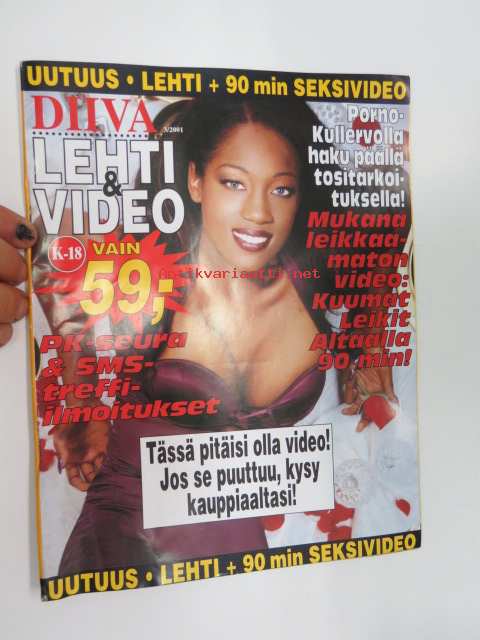 UUTUUS • LEHTI + 90 min SEKSIVIDEO
DIIVA
3/2001
LEHTI
&
VIDEO
K-18
VAIN
59,-
Porno-
Kullervolla
haku päällä
tositarkoi-
tuksella!
Mukana
leikkaa-
maton
video:
Kuumat
Leikit
Altaalla
90 min!
Antikvariaatti.net
PK-seura
& SMS-
treffi-
ilmoitukset
Tässä pitäisi olla video!
Jos se puuttuu, kysy
kauppiaaltasi!
UUTUUS • LEHTI + 90 min SEKSIVIDEO